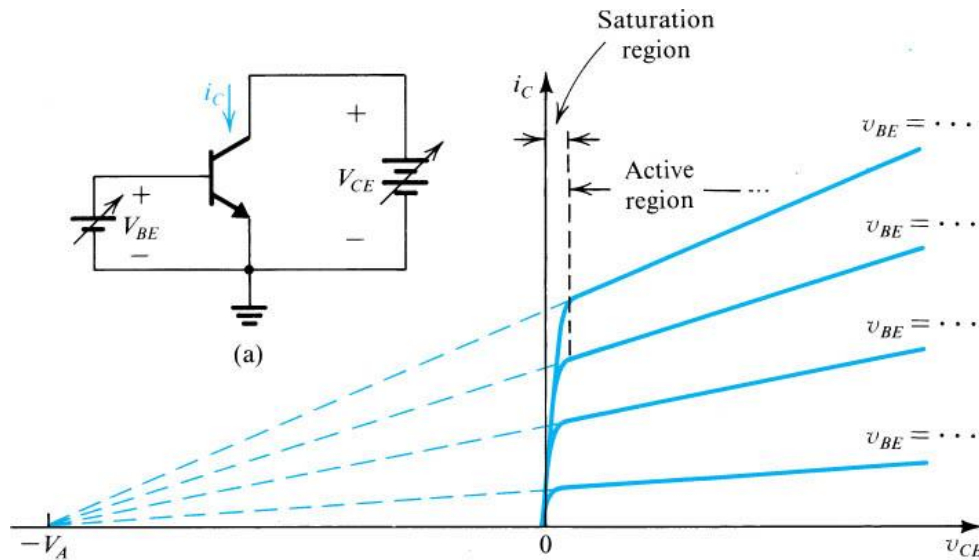 Saturation
region
i_C
v_BE = · · ·
i_C
+
Active
region
...
V_CE
+
V_BE
v_BE = · · ·
−
−
(a)
v_BE = · · ·
v_BE = · · ·
−V_A
0
v_CE